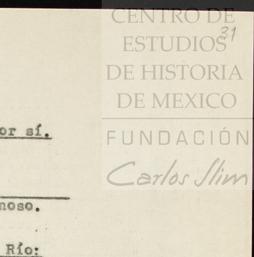 CENTRO DE
ESTUDIOS
31
DE HISTORIA
DE MEXICO
FUNDACIÓN
Carlos Slim
or sí.
noso.
Río: